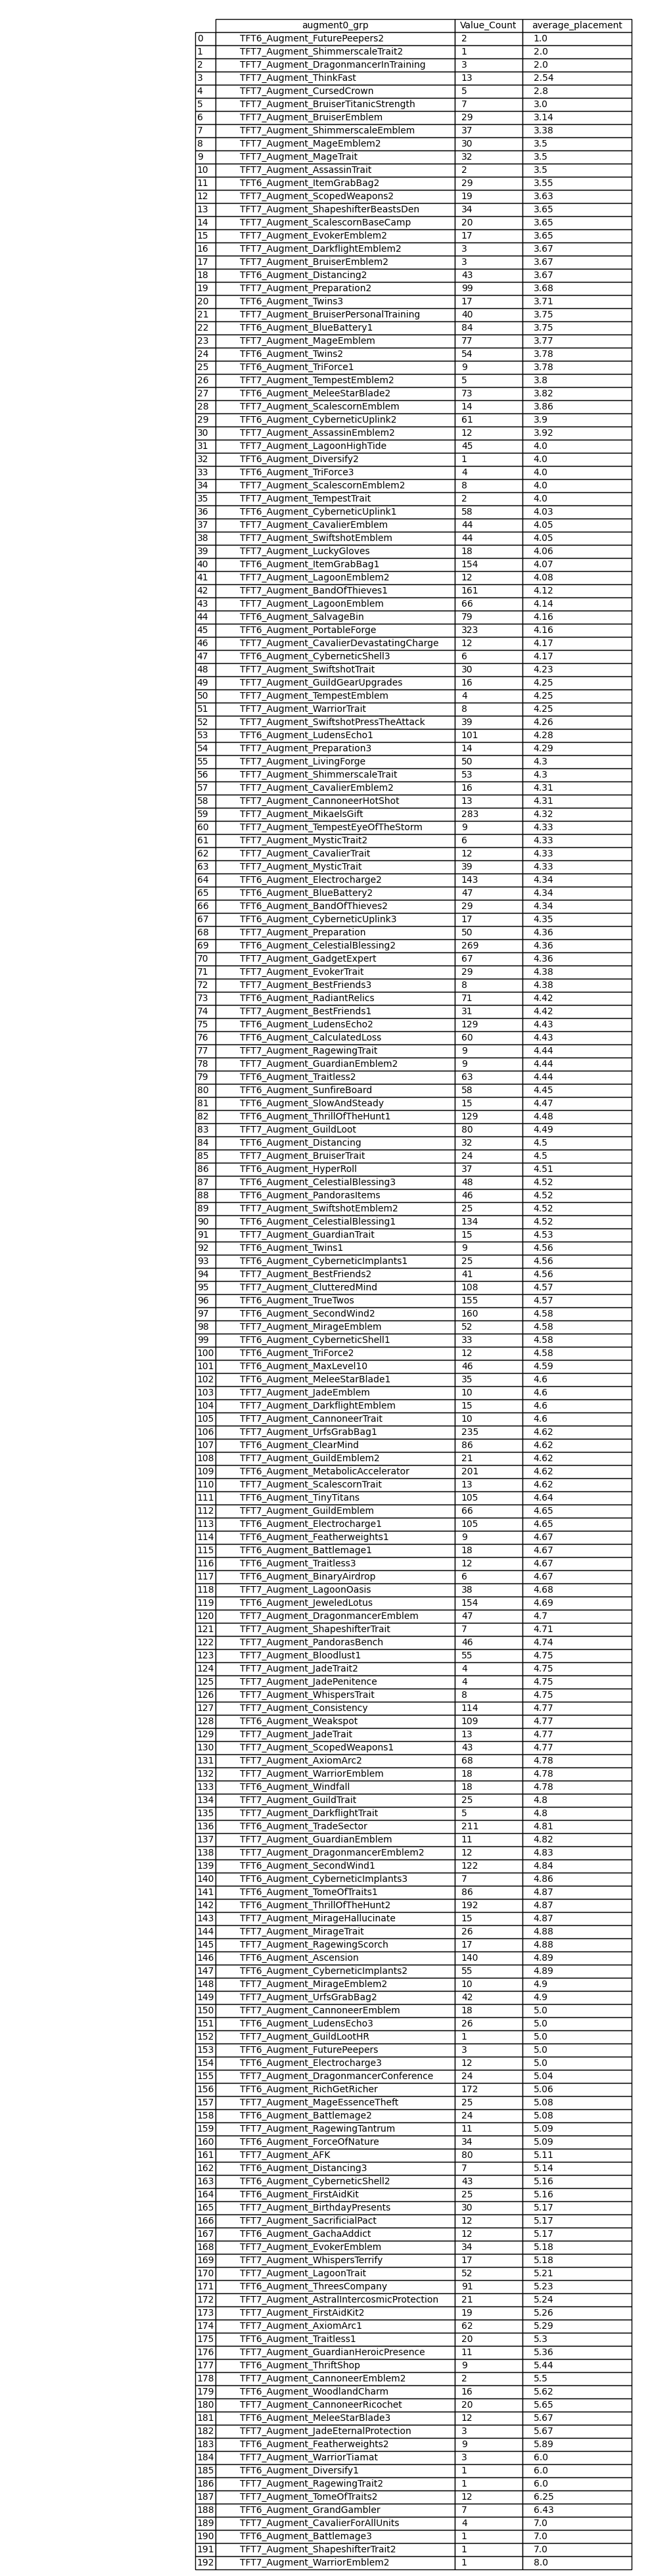 augment0_grp Value_Count average_placement
0 TFT6_Augment_FuturePeepers2 2 1.0
1 TFT7_Augment_ShimmerscaleTrait2 1 2.0
2 TFT7_Augment_DragonmancerInTraining 3 2.0
3 TFT7_Augment_ThinkFast 13 2.54
4 TFT7_Augment_CursedCrown 5 2.8
5 TFT7_Augment_BruiserTitanicStrength 7 3.0
6 TFT7_Augment_BruiserEmblem 29 3.14
7 TFT7_Augment_ShimmerscaleEmblem 37 3.38
8 TFT7_Augment_MageEmblem2 30 3.5
9 TFT7_Augment_MageTrait 32 3.5
10 TFT7_Augment_AssassinTrait 2 3.5
11 TFT6_Augment_ItemGrabBag2 29 3.55
12 TFT7_Augment_ScopedWeapons2 19 3.63
13 TFT7_Augment_ShapeshifterBeastsDen 34 3.65
14 TFT7_Augment_ScalescornBaseCamp 20 3.65
15 TFT7_Augment_EvokerEmblem2 17 3.65
16 TFT7_Augment_DarkflightEmblem2 3 3.67
17 TFT7_Augment_BruiserEmblem2 3 3.67
18 TFT6_Augment_Distancing2 43 3.67
19 TFT7_Augment_Preparation2 99 3.68
20 TFT6_Augment_Twins3 17 3.71
21 TFT7_Augment_BruiserPersonalTraining 40 3.75
22 TFT6_Augment_BlueBattery1 84 3.75
23 TFT7_Augment_MageEmblem 77 3.77
24 TFT6_Augment_Twins2 54 3.78
25 TFT6_Augment_TriForce1 9 3.78
26 TFT7_Augment_TempestEmblem2 5 3.8
27 TFT6_Augment_MeleeStarBlade2 73 3.82
28 TFT7_Augment_ScalescornEmblem 14 3.86
29 TFT6_Augment_CyberneticUplink2 61 3.9
30 TFT7_Augment_AssassinEmblem2 12 3.92
31 TFT7_Augment_LagoonHighTide 45 4.0
32 TFT6_Augment_Diversify2 1 4.0
33 TFT6_Augment_TriForce3 4 4.0
34 TFT7_Augment_ScalescornEmblem2 8 4.0
35 TFT7_Augment_TempestTrait 2 4.0
36 TFT6_Augment_CyberneticUplink1 58 4.03
37 TFT7_Augment_CavalierEmblem 44 4.05
38 TFT7_Augment_SwiftshotEmblem 44 4.05
39 TFT7_Augment_LuckyGloves 18 4.06
40 TFT6_Augment_ItemGrabBag1 154 4.07
41 TFT7_Augment_LagoonEmblem2 12 4.08
42 TFT7_Augment_BandOfThieves1 161 4.12
43 TFT7_Augment_LagoonEmblem 66 4.14
44 TFT6_Augment_SalvageBin 79 4.16
45 TFT6_Augment_PortableForge 323 4.16
46 TFT7_Augment_CavalierDevastatingCharge 12 4.17
47 TFT6_Augment_CyberneticShell3 6 4.17
48 TFT7_Augment_SwiftshotTrait 30 4.23
49 TFT7_Augment_GuildGearUpgrades 16 4.25
50 TFT7_Augment_TempestEmblem 4 4.25
51 TFT7_Augment_WarriorTrait 8 4.25
52 TFT7_Augment_SwiftshotPressTheAttack 39 4.26
53 TFT6_Augment_LudensEcho1 101 4.28
54 TFT7_Augment_Preparation3 14 4.29
55 TFT7_Augment_LivingForge 50 4.3
56 TFT7_Augment_ShimmerscaleTrait 53 4.3
57 TFT7_Augment_CavalierEmblem2 16 4.31
58 TFT7_Augment_CannoneerHotShot 13 4.31
59 TFT7_Augment_MikaelsGift 283 4.32
60 TFT7_Augment_TempestEyeOfTheStorm 9 4.33
61 TFT7_Augment_MysticTrait2 6 4.33
62 TFT7_Augment_CavalierTrait 12 4.33
63 TFT7_Augment_MysticTrait 39 4.33
64 TFT6_Augment_Electrocharge2 143 4.34
65 TFT6_Augment_BlueBattery2 47 4.34
66 TFT6_Augment_BandOfThieves2 29 4.34
67 TFT6_Augment_CyberneticUplink3 17 4.35
68 TFT7_Augment_Preparation 50 4.36
69 TFT6_Augment_CelestialBlessing2 269 4.36
70 TFT7_Augment_GadgetExpert 67 4.36
71 TFT7_Augment_EvokerTrait 29 4.38
72 TFT7_Augment_BestFriends3 8 4.38
73 TFT6_Augment_RadiantRelics 71 4.42
74 TFT7_Augment_BestFriends1 31 4.42
75 TFT6_Augment_LudensEcho2 129 4.43
76 TFT6_Augment_CalculatedLoss 60 4.43
77 TFT7_Augment_RagewingTrait 9 4.44
78 TFT7_Augment_GuardianEmblem2 9 4.44
79 TFT6_Augment_Traitless2 63 4.44
80 TFT6_Augment_SunfireBoard 58 4.45
81 TFT6_Augment_SlowAndSteady 15 4.47
82 TFT6_Augment_ThrillOfTheHunt1 129 4.48
83 TFT7_Augment_GuildLoot 80 4.49
84 TFT6_Augment_Distancing 32 4.5
85 TFT7_Augment_BruiserTrait 24 4.5
86 TFT6_Augment_HyperRoll 37 4.51
87 TFT6_Augment_CelestialBlessing3 48 4.52
88 TFT6_Augment_PandorasItems 46 4.52
89 TFT7_Augment_SwiftshotEmblem2 25 4.52
90 TFT6_Augment_CelestialBlessing1 134 4.52
91 TFT7_Augment_GuardianTrait 15 4.53
92 TFT6_Augment_Twins1 9 4.56
93 TFT6_Augment_CyberneticImplants1 25 4.56
94 TFT7_Augment_BestFriends2 41 4.56
95 TFT7_Augment_ClutteredMind 108 4.57
96 TFT6_Augment_TrueTwos 155 4.57
97 TFT6_Augment_SecondWind2 160 4.58
98 TFT7_Augment_MirageEmblem 52 4.58
99 TFT6_Augment_CyberneticShell1 33 4.58
100 TFT6_Augment_TriForce2 12 4.58
101 TFT7_Augment_MaxLevel10 46 4.59
102 TFT6_Augment_MeleeStarBlade1 35 4.6
103 TFT7_Augment_JadeEmblem 10 4.6
104 TFT7_Augment_DarkflightEmblem 15 4.6
105 TFT7_Augment_CannoneerTrait 10 4.6
106 TFT7_Augment_UrfsGrabBag1 235 4.62
107 TFT6_Augment_ClearMind 86 4.62
108 TFT7_Augment_GuildEmblem2 21 4.62
109 TFT6_Augment_MetabolicAccelerator 201 4.62
110 TFT7_Augment_ScalescornTrait 13 4.62
111 TFT6_Augment_TinyTitans 105 4.64
112 TFT7_Augment_GuildEmblem 66 4.65
113 TFT6_Augment_Electrocharge1 105 4.65
114 TFT6_Augment_Featherweights1 9 4.67
115 TFT6_Augment_Battlemage1 18 4.67
116 TFT6_Augment_Traitless3 12 4.67
117 TFT6_Augment_BinaryAirdrop 6 4.67
118 TFT7_Augment_LagoonOasis 38 4.68
119 TFT6_Augment_JeweledLotus 154 4.69
120 TFT7_Augment_DragonmancerEmblem 47 4.7
121 TFT7_Augment_ShapeshifterTrait 7 4.71
122 TFT7_Augment_PandorasBench 46 4.74
123 TFT7_Augment_Bloodlust1 55 4.75
124 TFT7_Augment_JadeTrait2 4 4.75
125 TFT7_Augment_JadePenitence 4 4.75
126 TFT7_Augment_WhispersTrait 8 4.75
127 TFT7_Augment_Consistency 114 4.77
128 TFT6_Augment_Weakspot 109 4.77
129 TFT7_Augment_JadeTrait 13 4.77
130 TFT7_Augment_ScopedWeapons1 43 4.77
131 TFT7_Augment_AxiomArc2 68 4.78
132 TFT7_Augment_WarriorEmblem 18 4.78
133 TFT6_Augment_Windfall 18 4.78
134 TFT7_Augment_GuildTrait 25 4.8
135 TFT7_Augment_DarkflightTrait 5 4.8
136 TFT6_Augment_TradeSector 211 4.81
137 TFT7_Augment_GuardianEmblem 11 4.82
138 TFT7_Augment_DragonmancerEmblem2 12 4.83
139 TFT6_Augment_SecondWind1 122 4.84
140 TFT6_Augment_CyberneticImplants3 7 4.86
141 TFT6_Augment_TomeOfTraits1 86 4.87
142 TFT6_Augment_ThrillOfTheHunt2 192 4.87
143 TFT7_Augment_MirageHallucinate 15 4.87
144 TFT7_Augment_MirageTrait 26 4.88
145 TFT7_Augment_RagewingScorch 17 4.88
146 TFT6_Augment_Ascension 140 4.89
147 TFT6_Augment_CyberneticImplants2 55 4.89
148 TFT7_Augment_MirageEmblem2 10 4.9
149 TFT7_Augment_UrfsGrabBag2 42 4.9
150 TFT7_Augment_CannoneerEmblem 18 5.0
151 TFT6_Augment_LudensEcho3 26 5.0
152 TFT7_Augment_GuildLootHR 1 5.0
153 TFT6_Augment_FuturePeepers 3 5.0
154 TFT6_Augment_Electrocharge3 12 5.0
155 TFT7_Augment_DragonmancerConference 24 5.04
156 TFT6_Augment_RichGetRicher 172 5.06
157 TFT7_Augment_MageEssenceTheft 25 5.08
158 TFT6_Augment_Battlemage2 24 5.08
159 TFT7_Augment_RagewingTantrum 11 5.09
160 TFT6_Augment_ForceOfNature 34 5.09
161 TFT7_Augment_AFK 80 5.11
162 TFT6_Augment_Distancing3 7 5.14
163 TFT6_Augment_CyberneticShell2 43 5.16
164 TFT6_Augment_FirstAidKit 25 5.16
165 TFT7_Augment_BirthdayPresents 30 5.17
166 TFT7_Augment_SacrificialPact 12 5.17
167 TFT6_Augment_GachaAddict 12 5.17
168 TFT7_Augment_EvokerEmblem 34 5.18
169 TFT7_Augment_WhispersTerrify 17 5.18
170 TFT7_Augment_LagoonTrait 52 5.21
171 TFT6_Augment_ThreesCompany 91 5.23
172 TFT7_Augment_AstralIntercosmicProtection 21 5.24
173 TFT7_Augment_FirstAidKit2 19 5.26
174 TFT7_Augment_AxiomArc1 62 5.29
175 TFT6_Augment_Traitless1 20 5.3
176 TFT7_Augment_GuardianHeroicPresence 11 5.36
177 TFT6_Augment_ThriftShop 9 5.44
178 TFT7_Augment_CannoneerEmblem2 2 5.5
179 TFT6_Augment_WoodlandCharm 16 5.62
180 TFT7_Augment_CannoneerRicochet 20 5.65
181 TFT6_Augment_MeleeStarBlade3 12 5.67
182 TFT7_Augment_JadeEternalProtection 3 5.67
183 TFT6_Augment_Featherweights2 9 5.89
184 TFT7_Augment_WarriorTiamat 3 6.0
185 TFT6_Augment_Diversify1 1 6.0
186 TFT7_Augment_RagewingTrait2 1 6.0
187 TFT7_Augment_TomeOfTraits2 12 6.25
188 TFT6_Augment_GrandGambler 7 6.43
189 TFT7_Augment_CavalierForAllUnits 4 7.0
190 TFT6_Augment_Battlemage3 1 7.0
191 TFT7_Augment_ShapeshifterTrait2 1 7.0
192 TFT7_Augment_WarriorEmblem2 1 8.0